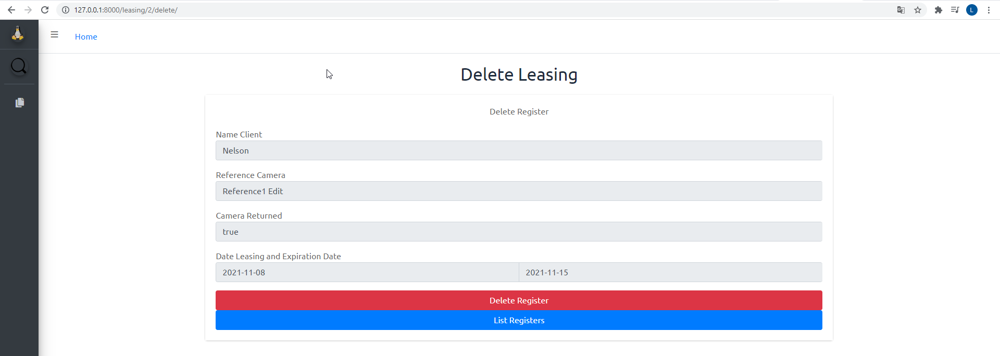 127.0.0.1:8000/leasing/2/delete/
L
Home
Delete Leasing
Delete Register
Name Client
Nelson
Reference Camera
Reference1 Edit
Camera Returned
true
Date Leasing and Expiration Date
2021-11-08 2021-11-15
Delete Register
List Registers